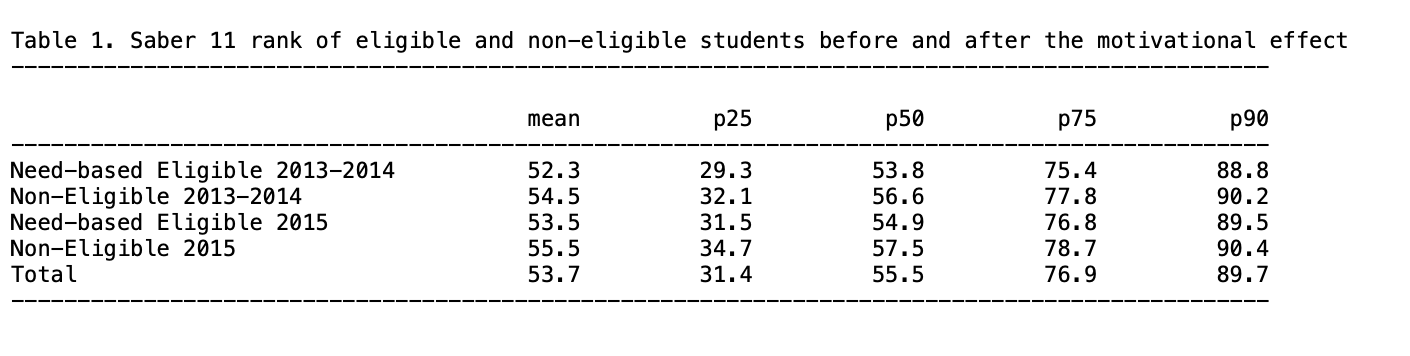 Table 1. Saber 11 rank of eligible and non-eligible students before and after the motivational effect
mean p25 p50 p75 p90
Need-based Eligible 2013-2014 52.3 29.3 53.8 75.4 88.8
Non-Eligible 2013-2014 54.5 32.1 56.6 77.8 90.2
Need-based Eligible 2015 53.5 31.5 54.9 76.8 89.5
Non-Eligible 2015 55.5 34.7 57.5 78.7 90.4
Total 53.7 31.4 55.5 76.9 89.7